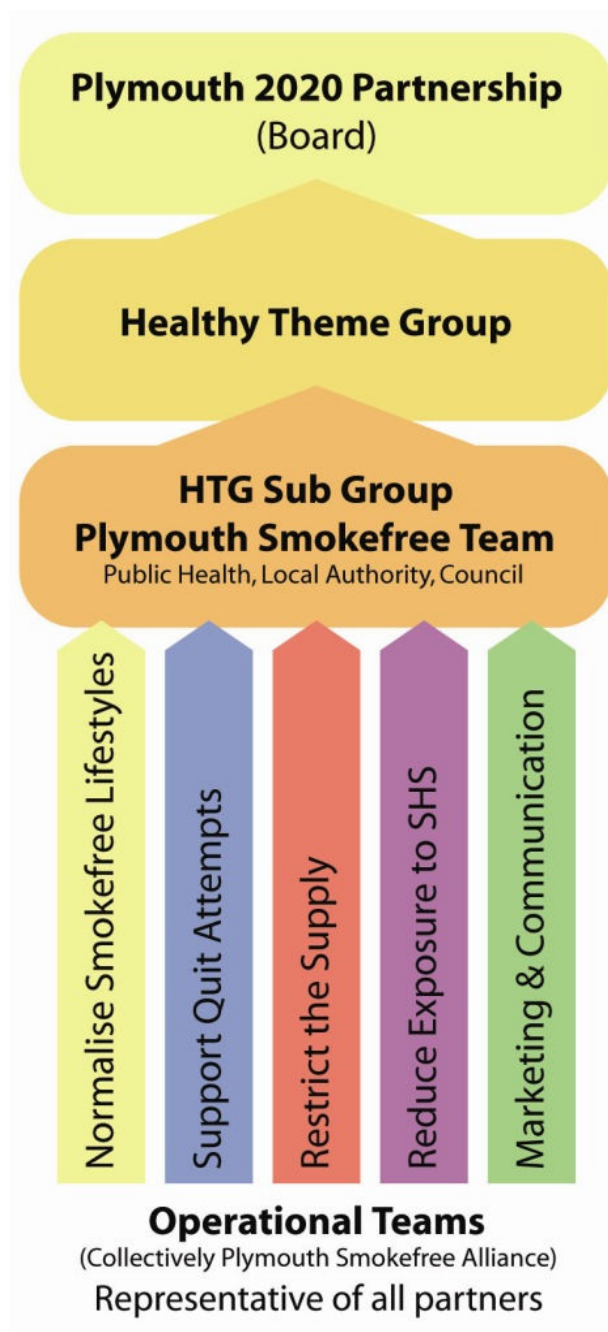 Plymouth 2020 Partnership
(Board)
Healthy Theme Group
HTG Sub Group
Plymouth Smokefree Team
Public Health, Local Authority, Council
Normalise Smokefree Lifestyles
Support Quit Attempts
Restrict the Supply
Reduce Exposure to SHS
Marketing & Communication
Operational Teams
(Collectively Plymouth Smokefree Alliance)
Representative of all partners